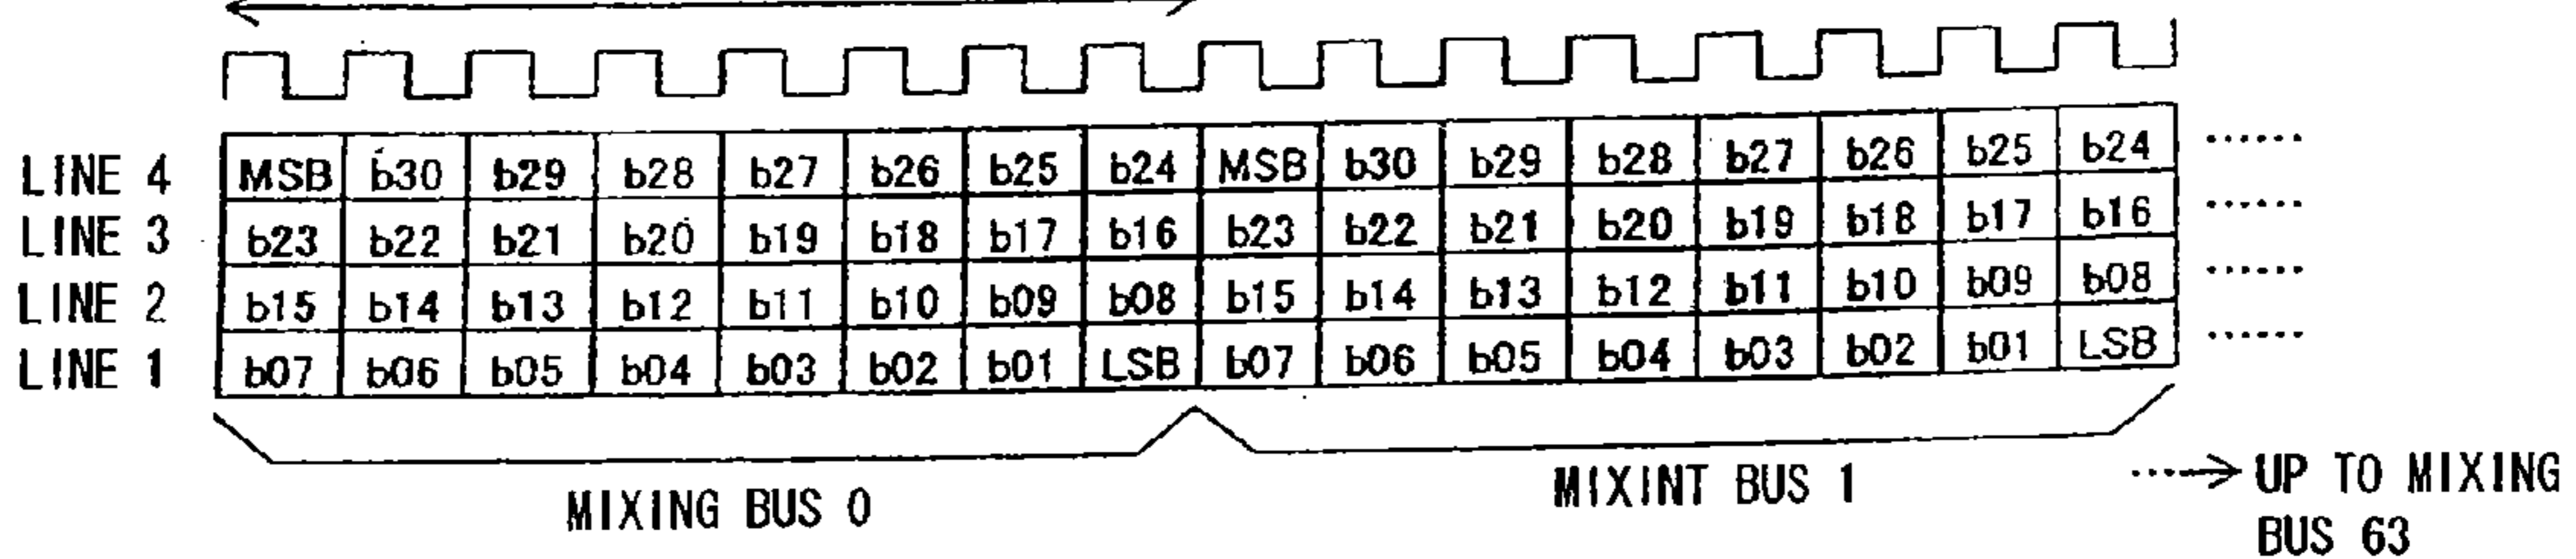 LINE 4 MSB b30 b29 b28 b27 b26 b25 b24 MSB b30 b29 b28 b27 b26 b25 b24 ......
LINE 3 b23 b22 b21 b20 b19 b18 b17 b16 b23 b22 b21 b20 b19 b18 b17 b16 ......
LINE 2 b15 b14 b13 b12 b11 b10 b09 b08 b15 b14 b13 b12 b11 b10 b09 b08 ......
LINE 1 b07 b06 b05 b04 b03 b02 b01 LSB b07 b06 b05 b04 b03 b02 b01 LSB ......
MIXING BUS 0 MIXINT BUS 1 UP TO MIXING
BUS 63